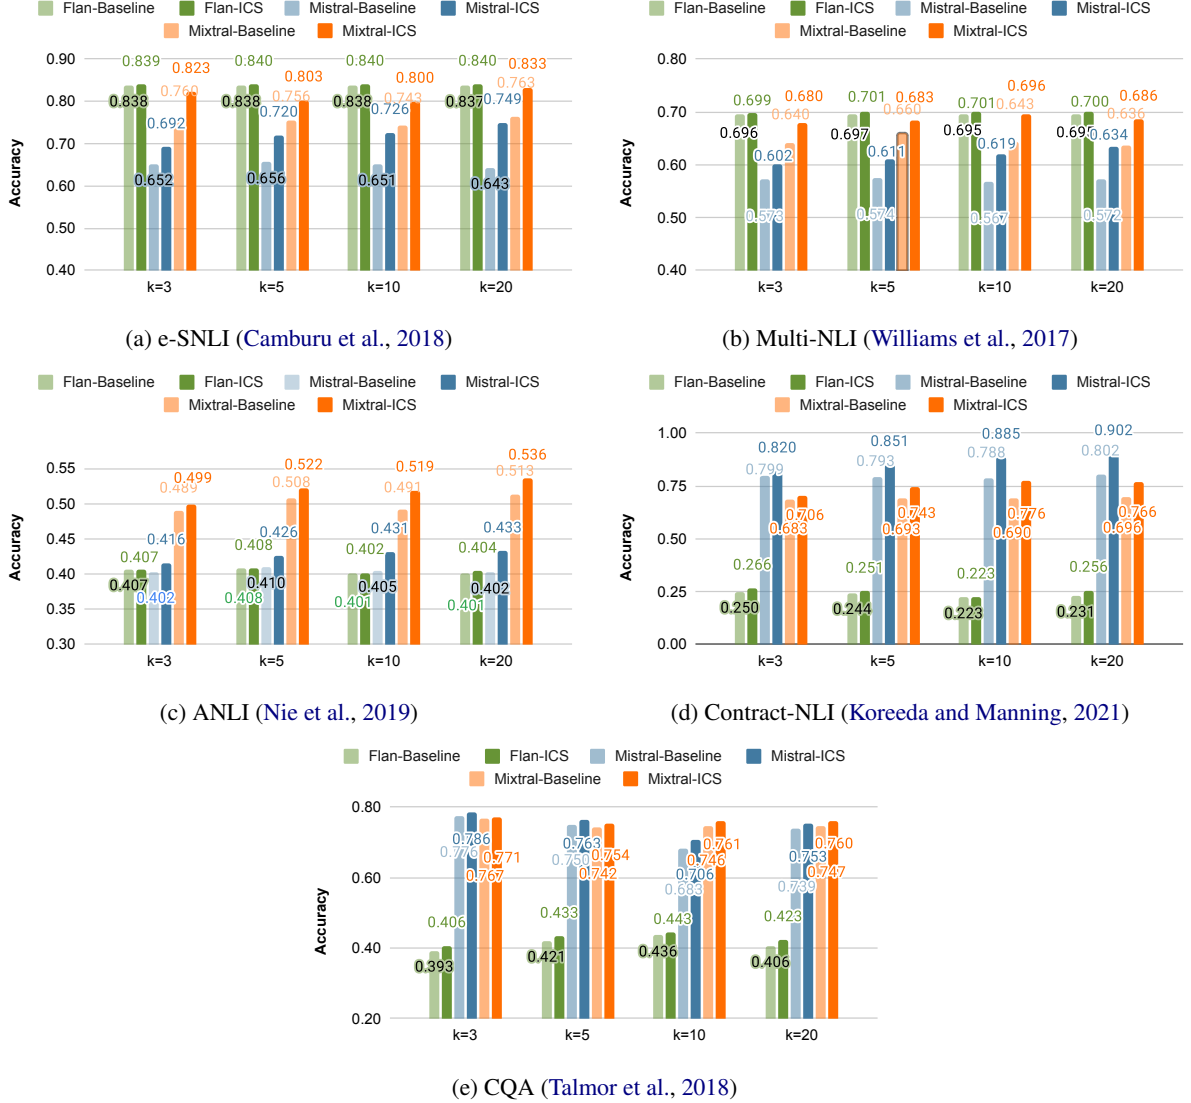 Flan-Baseline Flan-ICS Mistral-Baseline Mistral-ICS
Mixtral-Baseline Mixtral-ICS
0.90
0.80
0.70
0.60
0.50
0.40
Accuracy
0.838 0.839 0.652 0.692 0.760 0.823
0.838 0.840 0.656 0.720 0.756 0.803
0.838 0.840 0.651 0.726 0.743 0.800
0.837 0.840 0.643 0.749 0.763 0.833
k=3 k=5 k=10 k=20
(a) e-SNLI (Camburu et al., 2018)
Flan-Baseline Flan-ICS Mistral-Baseline Mistral-ICS
Mixtral-Baseline Mixtral-ICS
0.80
0.70
0.60
0.50
0.40
Accuracy
0.696 0.699 0.573 0.602 0.640 0.680
0.697 0.701 0.574 0.611 0.660 0.683
0.695 0.701 0.567 0.619 0.643 0.696
0.695 0.700 0.572 0.634 0.636 0.686
k=3 k=5 k=10 k=20
(b) Multi-NLI (Williams et al., 2017)
Flan-Baseline Flan-ICS Mistral-Baseline Mistral-ICS
Mixtral-Baseline Mixtral-ICS
0.55
0.50
0.45
0.40
0.35
0.30
Accuracy
0.407 0.407 0.402 0.416 0.489 0.499
0.408 0.408 0.410 0.426 0.508 0.522
0.401 0.402 0.405 0.431 0.491 0.519
0.401 0.404 0.402 0.433 0.513 0.536
k=3 k=5 k=10 k=20
(c) ANLI (Nie et al., 2019)
Flan-Baseline Flan-ICS Mistral-Baseline Mistral-ICS
Mixtral-Baseline Mixtral-ICS
1.00
0.75
0.50
0.25
0.00
Accuracy
0.250 0.266 0.799 0.820 0.683 0.706
0.244 0.251 0.793 0.851 0.693 0.743
0.223 0.223 0.788 0.885 0.690 0.776
0.231 0.256 0.802 0.902 0.696 0.766
k=3 k=5 k=10 k=20
(d) Contract-NLI (Koreeda and Manning, 2021)
Flan-Baseline Flan-ICS Mistral-Baseline Mistral-ICS
Mixtral-Baseline Mixtral-ICS
0.80
0.60
0.40
0.20
Accuracy
0.393 0.406 0.776 0.786 0.767 0.771
0.421 0.433 0.750 0.763 0.742 0.754
0.436 0.443 0.683 0.706 0.746 0.761
0.406 0.423 0.739 0.753 0.747 0.760
k=3 k=5 k=10 k=20
(e) CQA (Talmor et al., 2018)